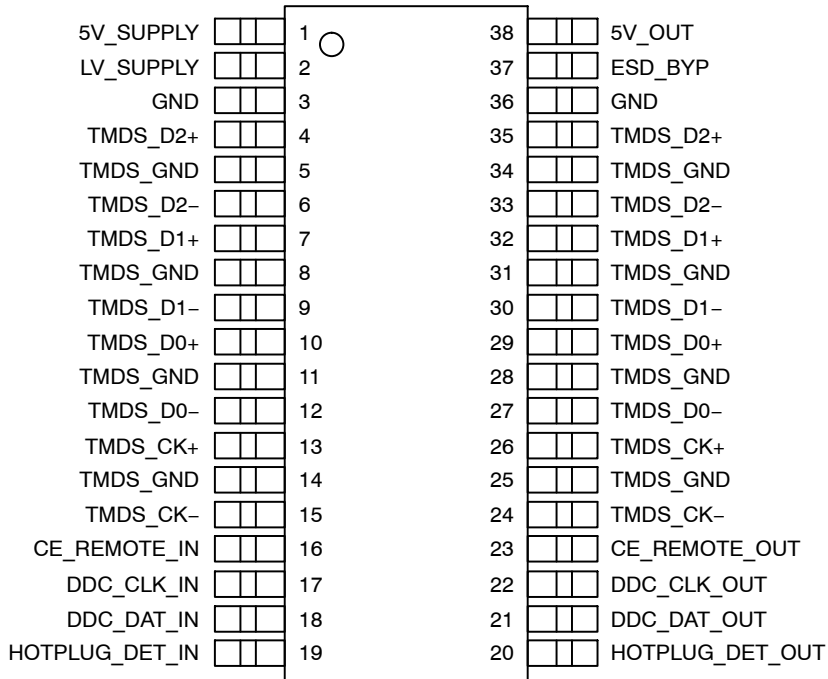 5V_SUPPLY 1 38 5V_OUT
LV_SUPPLY 2 37 ESD_BYP
GND 3 36 GND
TMDS_D2+ 4 35 TMDS_D2+
TMDS_GND 5 34 TMDS_GND
TMDS_D2− 6 33 TMDS_D2−
TMDS_D1+ 7 32 TMDS_D1+
TMDS_GND 8 31 TMDS_GND
TMDS_D1− 9 30 TMDS_D1−
TMDS_D0+ 10 29 TMDS_D0+
TMDS_GND 11 28 TMDS_GND
TMDS_D0− 12 27 TMDS_D0−
TMDS_CK+ 13 26 TMDS_CK+
TMDS_GND 14 25 TMDS_GND
TMDS_CK− 15 24 TMDS_CK−
CE_REMOTE_IN 16 23 CE_REMOTE_OUT
DDC_CLK_IN 17 22 DDC_CLK_OUT
DDC_DAT_IN 18 21 DDC_DAT_OUT
HOTPLUG_DET_IN 19 20 HOTPLUG_DET_OUT